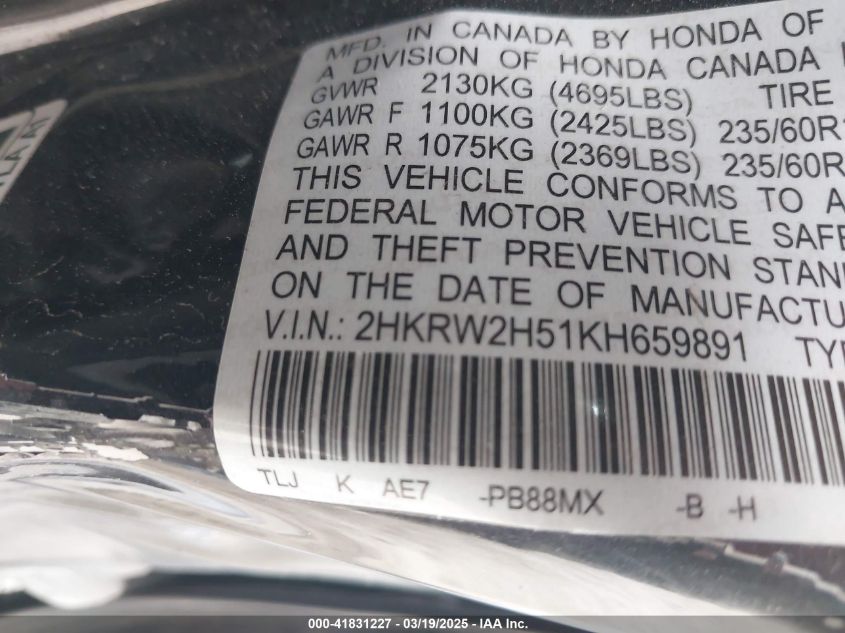 MFD. IN CANADA BY HONDA OF
A DIVISION OF HONDA CANADA
GVWR 2130KG (4695LBS) TIRE
GAWR F 1100KG (2425LBS) 235/60R
GAWR R 1075KG (2369LBS) 235/60R
THIS VEHICLE CONFORMS TO A
FEDERAL MOTOR VEHICLE SAFE
AND THEFT PREVENTION STAN
ON THE DATE OF MANUFACTU
V.I.N.: 2HKRW2H51KH659891 TYP
TLJ K AE7 -PB88MX -B -H
000-41831227 / 03/19/2025 / IAA Inc.